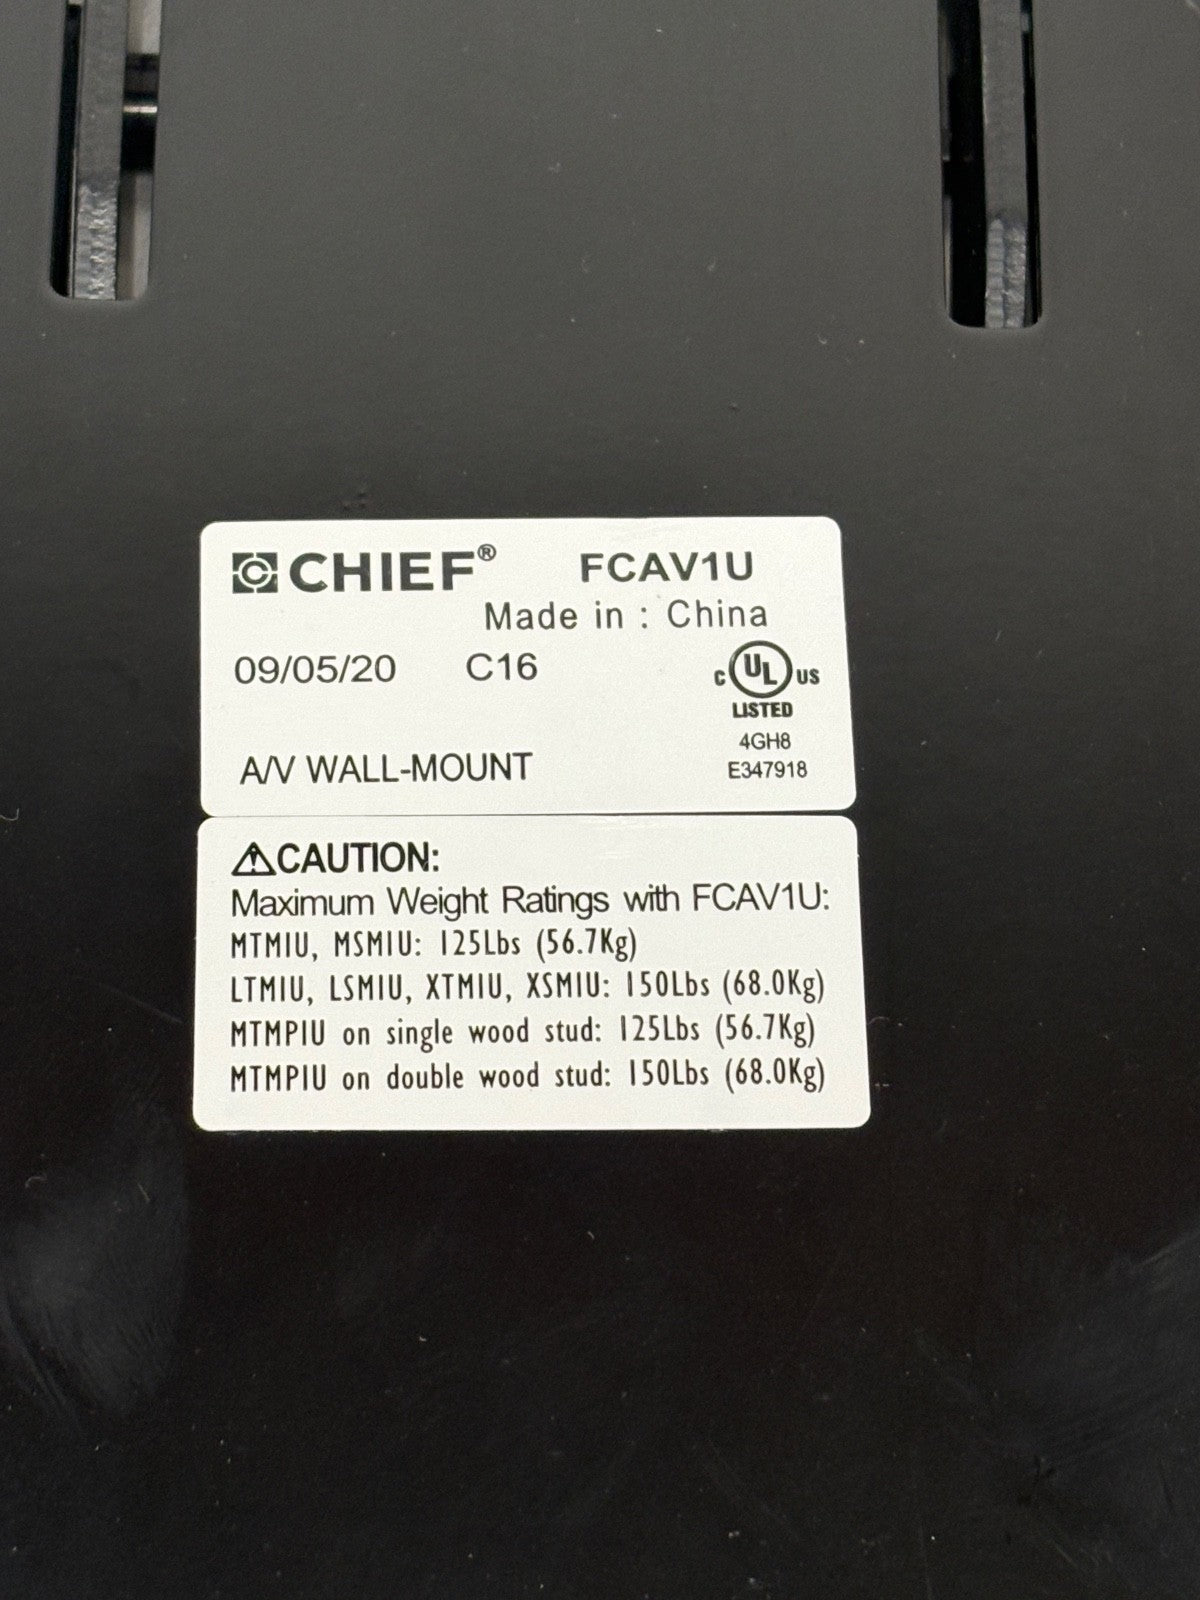 CHIEF® FCAV1U
Made in : China
09/05/20 C16
C UL US
LISTED
4GH8
A/V WALL-MOUNT
E347918
⚠CAUTION:
Maximum Weight Ratings with FCAV1U:
MTMIU, MSMIU: 125Lbs (56.7Kg)
LTMIU, LSMIU, XTMIU, XSMIU: 150Lbs (68.0Kg)
MTMPIU on single wood stud: 125Lbs (56.7Kg)
MTMPIU on double wood stud: 150Lbs (68.0Kg)